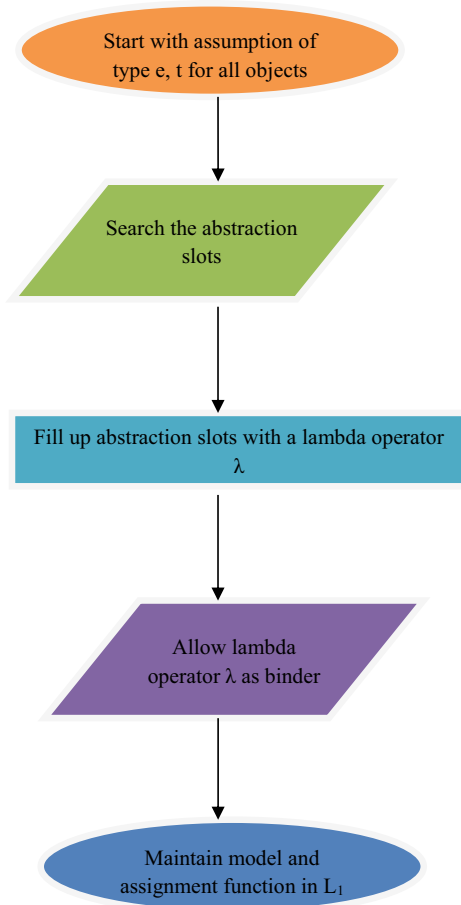 Start with assumption of
type e, t for all objects
Search the abstraction
slots
Fill up abstraction slots with a lambda operator
λ
Allow lambda
operator λ as binder
Maintain model and
assignment function in L₁